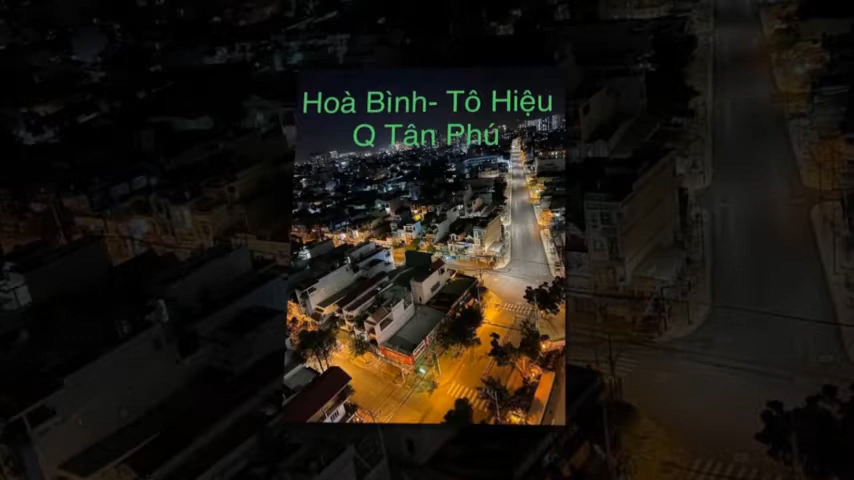 Hoà Bình- Tô Hiệu
Q Tân Phú